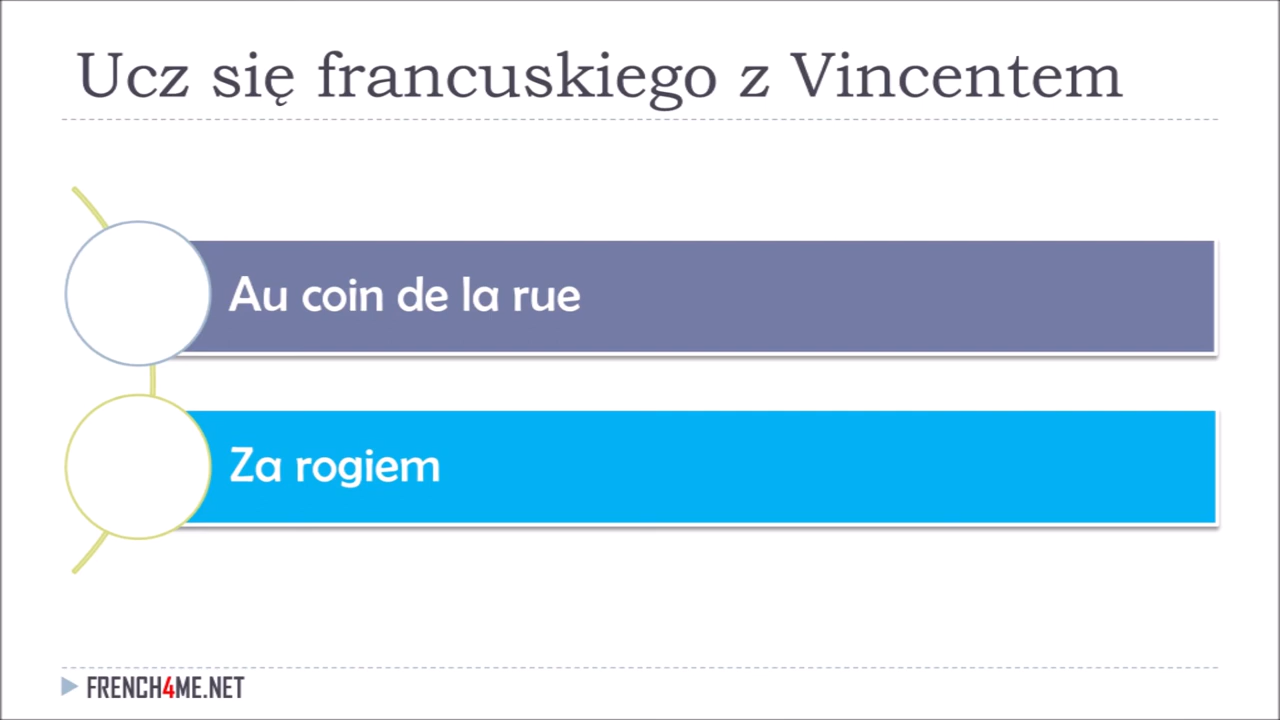 Ucz się francuskiego z Vincentem
Au coin de la rue
Za rogiem
FRENCH4ME.NET